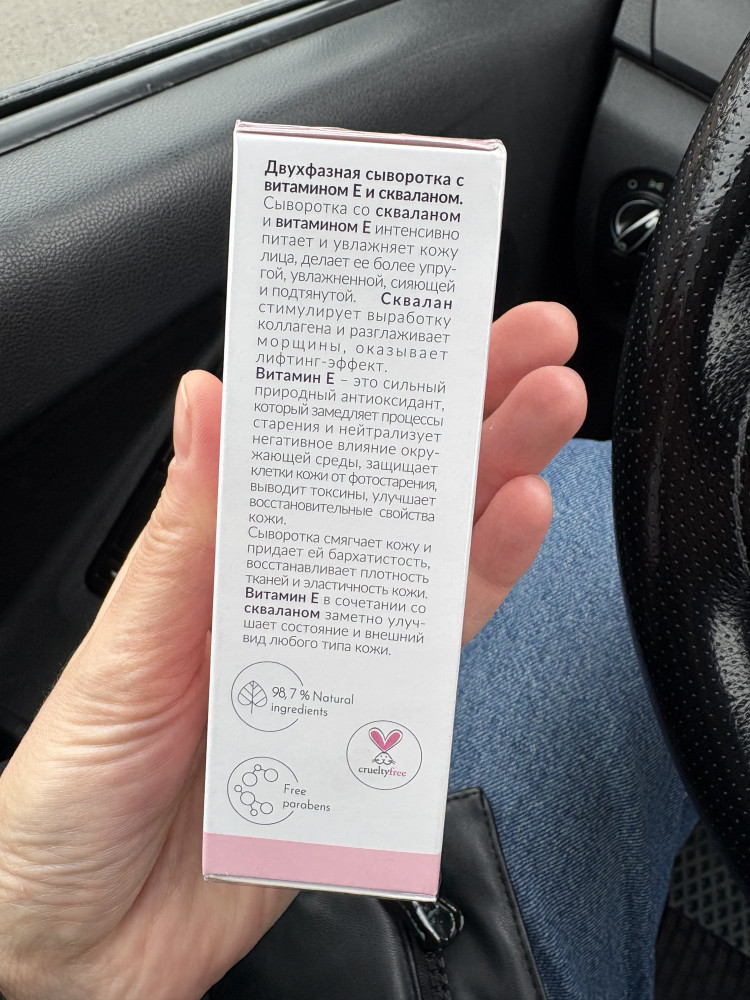 Двухфазная сыворотка с
витамином Е и скваланом.
Сыворотка со скваланом
и витамином Е интенсивно
питает и увлажняет кожу
лица, делает ее более упру-
гой, увлажненной, сияющей
и подтянутой. Сквалан
стимулирует выработку
коллагена и разглаживает
морщины, оказывает
лифтинг-эффект.
Витамин Е – это сильный
природный антиоксидант,
который замедляет процессы
старения и нейтрализует
негативное влияние окру-
жающей среды, защищает
клетки кожи от фотостарения,
выводит токсины, улучшает
восстановительные свойства
кожи.
Сыворотка смягчает кожу и
придает ей бархатистость,
восстанавливает плотность
тканей и эластичность кожи.
Витамин Е в сочетании со
скваланом заметно улуч-
шает состояние и внешний
вид любого типа кожи.
98,7 % Natural
ingredients
crueltyfree
Free
parabens